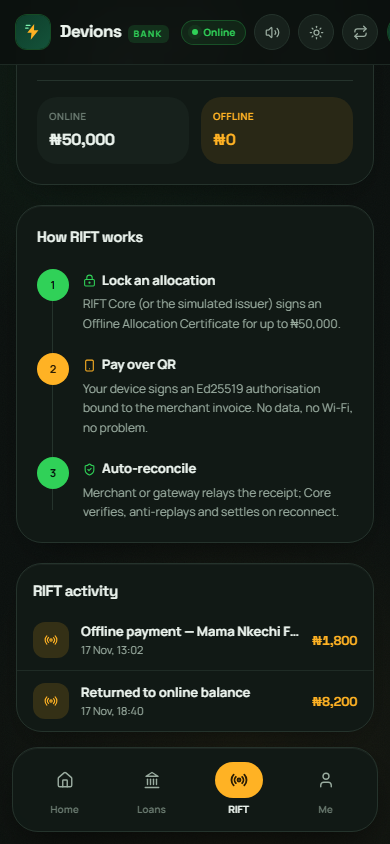 Devions BANK Online
ONLINE
₦50,000
OFFLINE
₦0
How RIFT works
1 Lock an allocation
RIFT Core (or the simulated issuer) signs an
Offline Allocation Certificate for up to ₦50,000.
2 Pay over QR
Your device signs an Ed25519 authorisation
bound to the merchant invoice. No data, no Wi-Fi,
no problem.
3 Auto-reconcile
Merchant or gateway relays the receipt; Core
verifies, anti-replays and settles on reconnect.
RIFT activity
Offline payment — Mama Nkechi F...
17 Nov, 13:02
₦1,800
Returned to online balance
17 Nov, 18:40
₦8,200
Home Loans RIFT Me